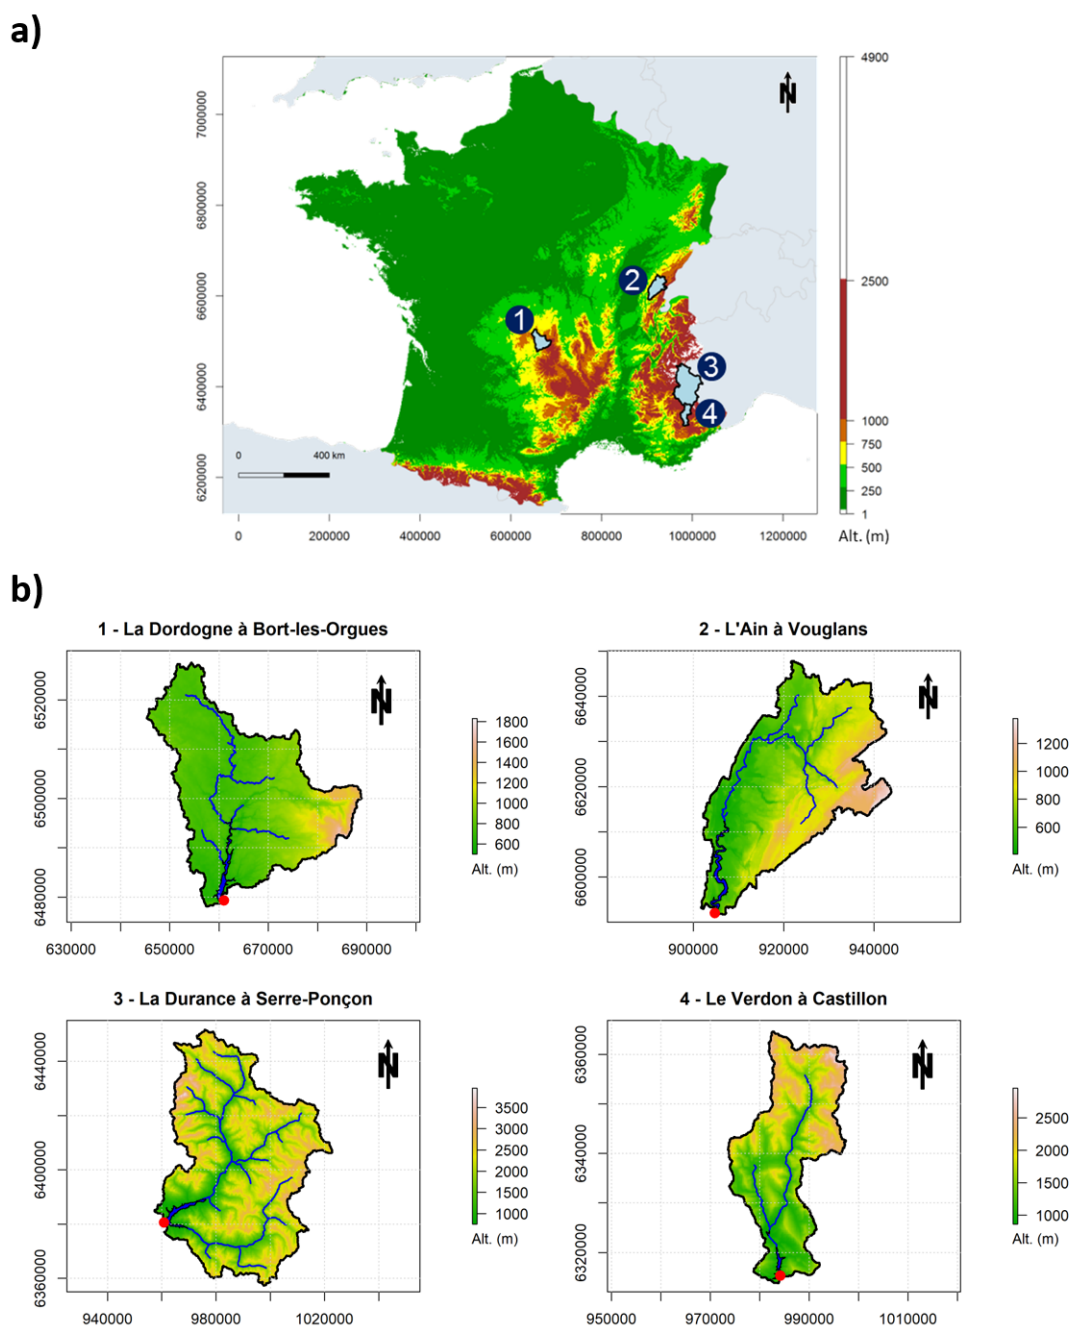 a)
N
7000000
6800000
6600000
6400000
6200000
1
2
3
4
0 400 km
0 200000 400000 600000 800000 1000000 1200000
4900
2500
1000
750
500
250
1
Alt. (m)
b)
1 - La Dordogne à Bort-les-Orgues
N
6520000
6500000
6480000
630000 650000 670000 690000
1800
1600
1400
1200
1000
800
600
Alt. (m)
2 - L'Ain à Vouglans
N
6640000
6620000
6600000
900000 920000 940000
1200
1000
800
600
Alt. (m)
3 - La Durance à Serre-Ponçon
N
6440000
6400000
6360000
940000 980000 1020000
3500
3000
2500
2000
1500
1000
Alt. (m)
4 - Le Verdon à Castillon
N
6360000
6340000
6320000
950000 970000 990000 1010000
2500
2000
1500
1000
Alt. (m)